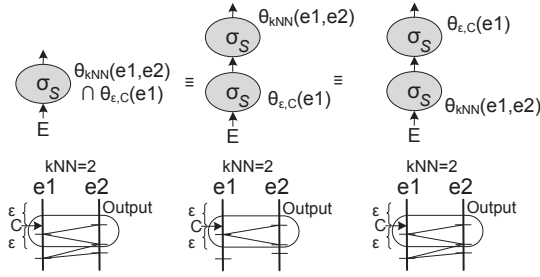 σS
θkNN(e1,e2)
∩ θε,C(e1)
E
≡
θkNN(e1,e2)
σS
σS
θε,C(e1)
E
≡
θε,C(e1)
σS
σS
θkNN(e1,e2)
E
kNN=2
e1 e2
Output
ε
C
ε
kNN=2
e1 e2
Output
ε
C
ε
kNN=2
e1 e2
Output
ε
C
ε